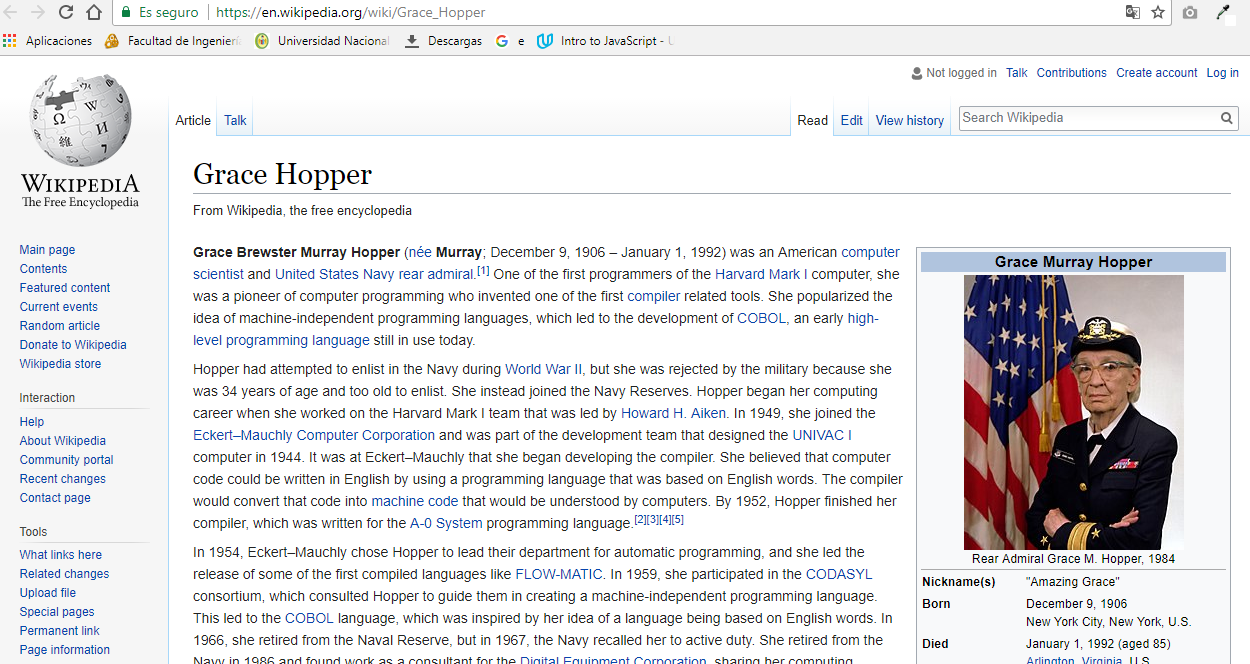 Es seguro https://en.wikipedia.org/wiki/Grace_Hopper
Aplicaciones Facultad de Ingenierí Universidad Nacional Descargas G e Intro to JavaScript -
Not logged in Talk Contributions Create account Log in
Article Talk Read Edit View history Search Wikipedia
WIKIPEDIA
The Free Encyclopedia
Main page
Contents
Featured content
Current events
Random article
Donate to Wikipedia
Wikipedia store
Interaction
Help
About Wikipedia
Community portal
Recent changes
Contact page
Tools
What links here
Related changes
Upload file
Special pages
Permanent link
Page information
Grace Hopper
From Wikipedia, the free encyclopedia
Grace Brewster Murray Hopper (née Murray; December 9, 1906 – January 1, 1992) was an American computer
scientist and United States Navy rear admiral.[1] One of the first programmers of the Harvard Mark I computer, she
was a pioneer of computer programming who invented one of the first compiler related tools. She popularized the
idea of machine-independent programming languages, which led to the development of COBOL, an early high-
level programming language still in use today.
Hopper had attempted to enlist in the Navy during World War II, but she was rejected by the military because she
was 34 years of age and too old to enlist. She instead joined the Navy Reserves. Hopper began her computing
career when she worked on the Harvard Mark I team that was led by Howard H. Aiken. In 1949, she joined the
Eckert–Mauchly Computer Corporation and was part of the development team that designed the UNIVAC I
computer in 1944. It was at Eckert–Mauchly that she began developing the compiler. She believed that computer
code could be written in English by using a programming language that was based on English words. The compiler
would convert that code into machine code that would be understood by computers. By 1952, Hopper finished her
compiler, which was written for the A-0 System programming language.[2][3][4][5]
In 1954, Eckert–Mauchly chose Hopper to lead their department for automatic programming, and she led the
release of some of the first compiled languages like FLOW-MATIC. In 1959, she participated in the CODASYL
consortium, which consulted Hopper to guide them in creating a machine-independent programming language.
This led to the COBOL language, which was inspired by her idea of a language being based on English words. In
1966, she retired from the Naval Reserve, but in 1967, the Navy recalled her to active duty. She retired from the
Navy in 1986 and found work as a consultant for the Digital Equipment Corporation, sharing her computing
Grace Murray Hopper
Rear Admiral Grace M. Hopper, 1984
Nickname(s) "Amazing Grace"
Born December 9, 1906
New York City, New York, U.S.
Died January 1, 1992 (aged 85)
Arlington, Virginia, U.S.